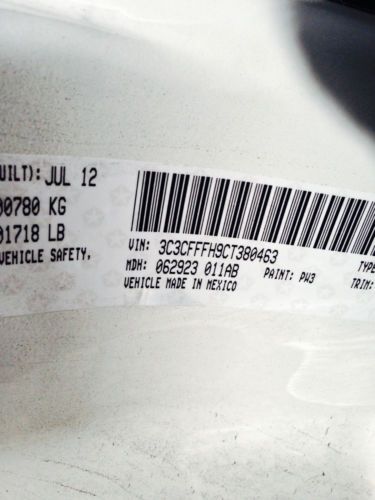 UILT): JUL 12
00780 KG
01718 LB
VEHICLE SAFETY,
VIN: 3C3CFFFH9CT380463
MDH: 062923 011AB PAINT: PW3 TYPE
VEHICLE MADE IN MEXICO TRIM: